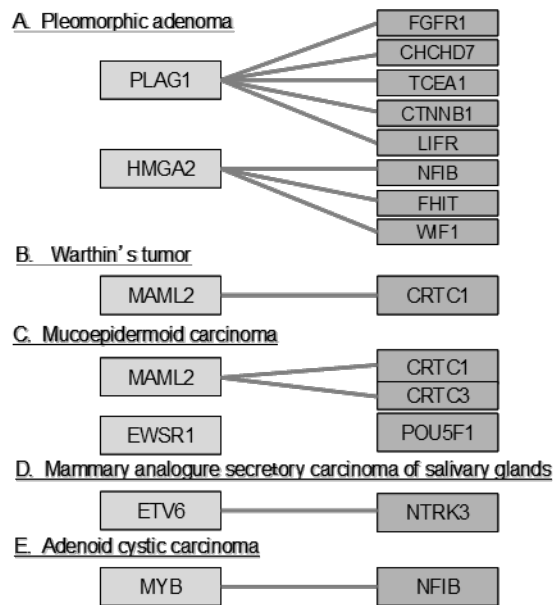 A. Pleomorphic adenoma
FGFR1
CHCHD7
PLAG1
TCEA1
CTNNB1
LIFR
HMGA2
NFIB
FHIT
WIF1
B. Warthin's tumor
MAML2
CRTC1
C. Mucoepidermoid carcinoma
MAML2
CRTC1
CRTC3
EWSR1
POU5F1
D. Mammary analogure secretory carcinoma of salivary glands
ETV6
NTRK3
E. Adenoid cystic carcinoma
MYB
NFIB